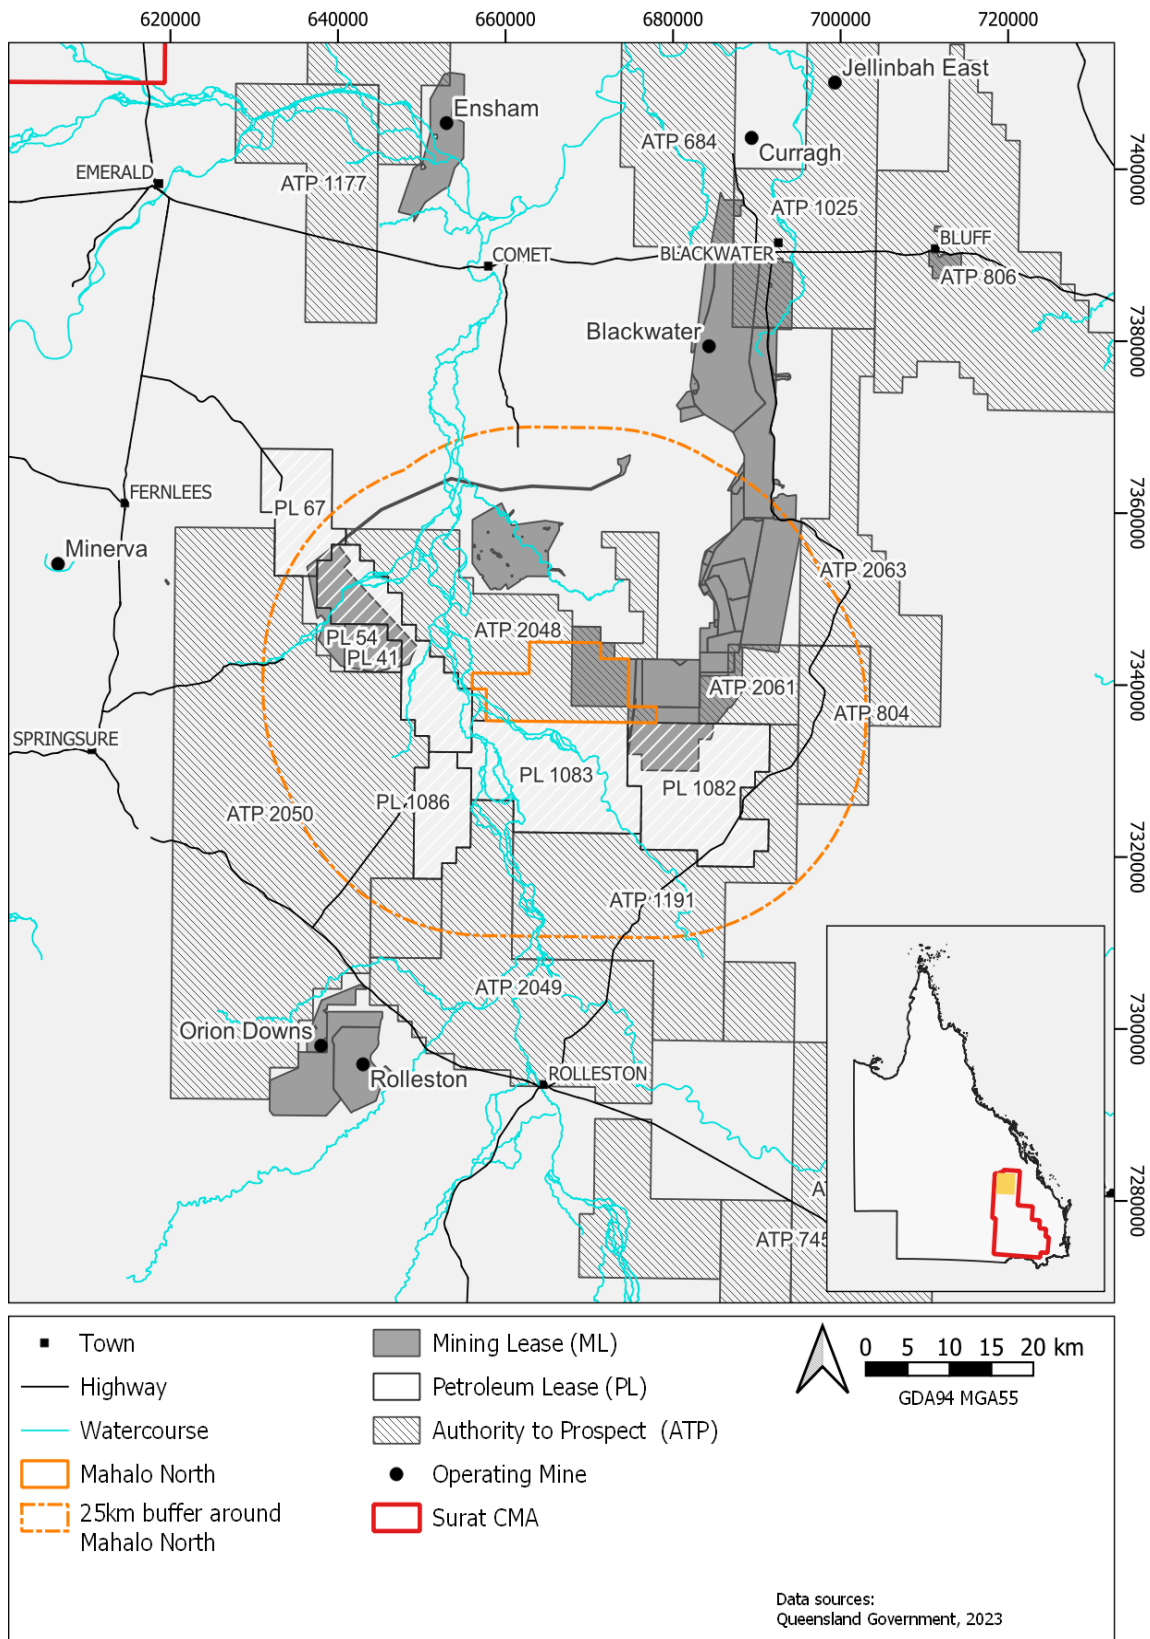 620000
640000
660000
680000
700000
720000
Jellinbah East
Ensham
ATP 684
Curragh
7400000
EMERALD
ATP 1177
ATP 1025
BLUFF
COMET
BLACKWATER
ATP 806
Blackwater
7380000
FERNLEES
PL 67
7360000
Minerva
ATP 2063
ATP 2048
PL 54
PL 41
ATP 2061
7340000
ATP 804
SPRINGSURE
PL 1083
PL 1082
PL 1086
ATP 2050
7320000
ATP 1191
ATP 2049
7300000
Orion Downs
Rolleston
ROLLESTON
7280000
ATP 745
Town
Highway
Watercourse
Mahalo North
25km buffer around
Mahalo North
Mining Lease (ML)
Petroleum Lease (PL)
Authority to Prospect (ATP)
Operating Mine
Surat CMA
0 5 10 15 20 km
GDA94 MGA55
Data sources:
Queensland Government, 2023